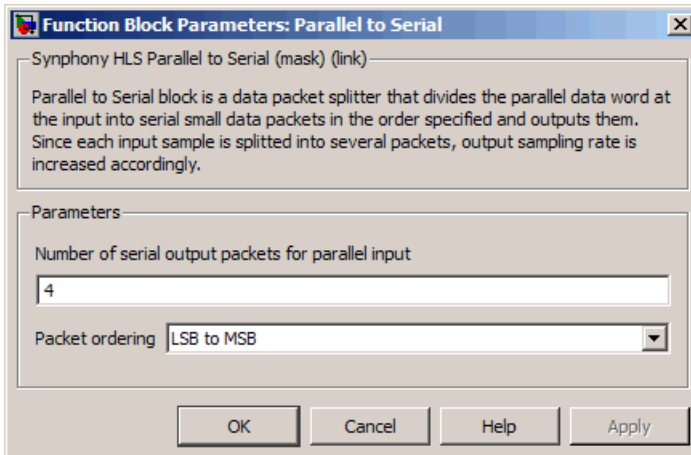 Function Block Parameters: Parallel to Serial
Synphony HLS Parallel to Serial (mask) (link)
Parallel to Serial block is a data packet splitter that divides the parallel data word at
the input into serial small data packets in the order specified and outputs them.
Since each input sample is splitted into several packets, output sampling rate is
increased accordingly.
Parameters
Number of serial output packets for parallel input
4
Packet ordering LSB to MSB
OK Cancel Help Apply